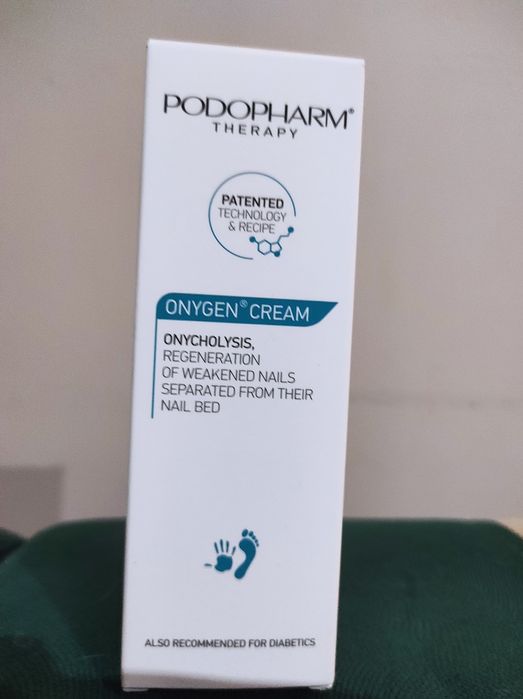 PODOPHARM®
THERAPY
PATENTED
TECHNOLOGY
& RECIPE
ONYGEN® CREAM
ONYCHOLYSIS,
REGENERATION
OF WEAKENED NAILS
SEPARATED FROM THEIR
NAIL BED
ALSO RECOMMENDED FOR DIABETICS